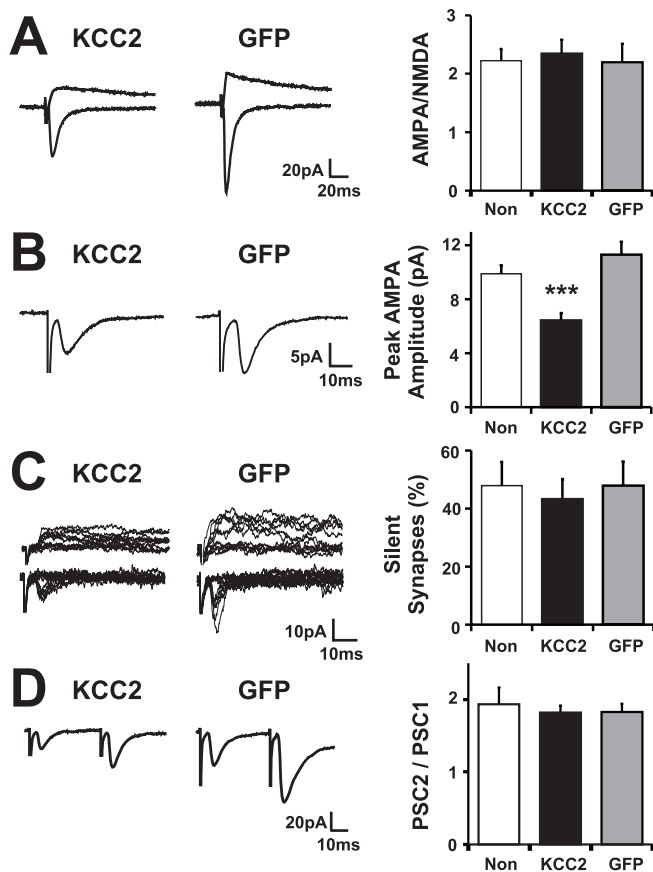 A
KCC2
GFP
20pA
20ms
AMPA/NMDA
3
2
1
0
Non
KCC2
GFP
B
KCC2
GFP
5pA
10ms
Peak AMPA
Amplitude (pA)
12
8
4
0
***
Non
KCC2
GFP
C
KCC2
GFP
10pA
10ms
Silent
Synapses (%)
60
40
20
0
Non
KCC2
GFP
D
KCC2
GFP
20pA
10ms
PSC2 / PSC1
2
1
0
Non
KCC2
GFP